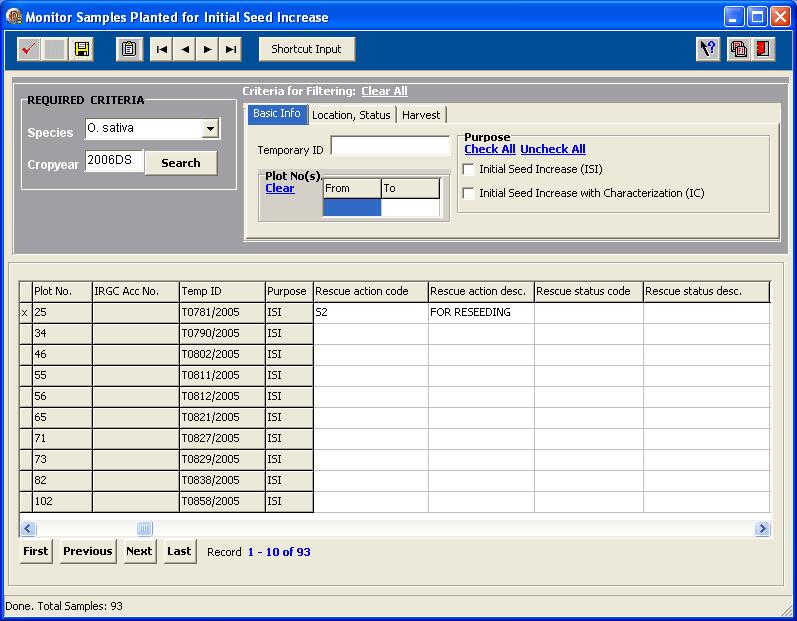 Monitor Samples Planted for Initial Seed Increase
Shortcut Input
Criteria for Filtering: Clear All
REQUIRED CRITERIA
Species O. sativa
Cropyear 2006DS Search
Basic Info Location, Status Harvest
Temporary ID
Plot No(s).
Clear From To
Purpose
Check All Uncheck All
Initial Seed Increase (ISI)
Initial Seed Increase with Characterization (IC)
Plot No. IRGC Acc No. Temp ID Purpose Rescue action code Rescue action desc. Rescue status code Rescue status desc.
x 25 T0781/2005 ISI S2 FOR RESEEDING
34 T0790/2005 ISI
46 T0802/2005 ISI
55 T0811/2005 ISI
56 T0812/2005 ISI
65 T0821/2005 ISI
71 T0827/2005 ISI
73 T0829/2005 ISI
82 T0838/2005 ISI
102 T0858/2005 ISI
First Previous Next Last Record 1 - 10 of 93
Done. Total Samples: 93